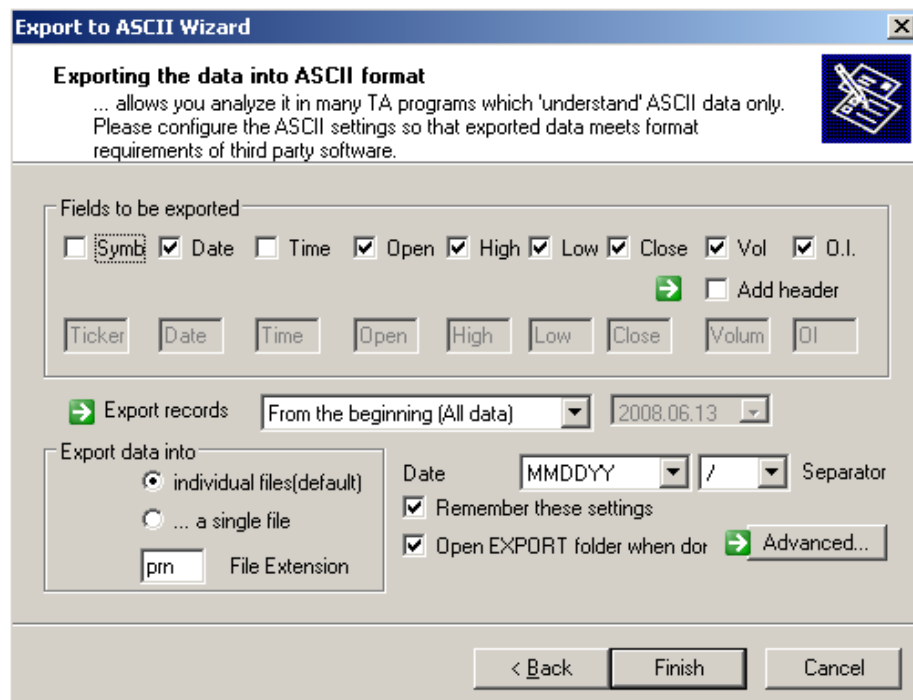 Export to ASCII Wizard
Exporting the data into ASCII format
... allows you analyze it in many TA programs which 'understand' ASCII data only.
Please configure the ASCII settings so that exported data meets format
requirements of third party software.
Fields to be exported
Symb Date Time Open High Low Close Vol O.I.
Add header
Ticker Date Time Open High Low Close Volum OI
Export records From the beginning (All data) 2008.06.13
Export data into
individual files(default)
... a single file
prn File Extension
Date MMDDYY / Separator
Remember these settings
Open EXPORT folder when dor Advanced...
< Back Finish Cancel